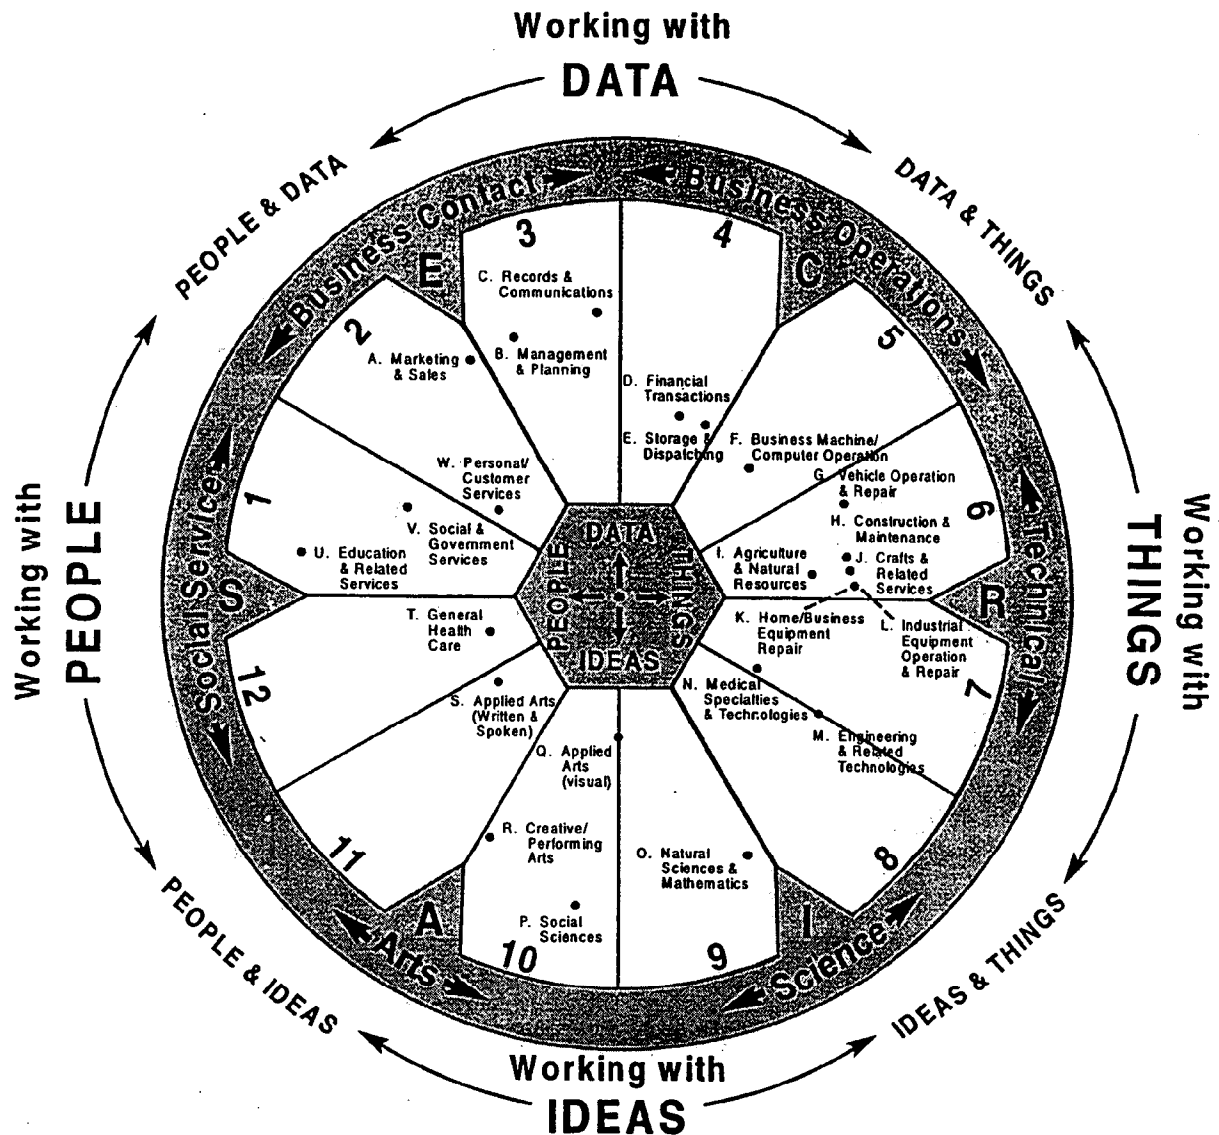 Working with
DATA
PEOPLE & DATA
DATA & THINGS
Business Contact
Business Operations
3
4
E
C
C. Records &
Communications
2
5
B. Management
& Planning
A. Marketing
& Sales
D. Financial
Transactions
E. Storage &
Dispatching
F. Business Machine/
Computer Operation
W. Personal/
Customer
Services
G. Vehicle Operation
& Repair
1
6
H. Construction &
Maintenance
V. Social &
Government
Services
U. Education
& Related
Services
I. Agriculture
& Natural
Resources
J. Crafts &
Related
Services
Working with
PEOPLE
Social Service
S
DATA
PEOPLE
THINGS
IDEAS
R
Technical
THINGS
Working with
T. General
Health
Care
K. Home/Business
Equipment
Repair
L. Industrial
Equipment
Operation
& Repair
12
7
S. Applied Arts
(Written &
Spoken)
N. Medical
Specialties
& Technologies
M. Engineering
& Related
Technologies
Q. Applied
Arts
(visual)
R. Creative/
Performing
Arts
O. Natural
Sciences &
Mathematics
11
8
P. Social
Sciences
A
I
10
9
Arts
Science
PEOPLE & IDEAS
IDEAS & THINGS
Working with
IDEAS